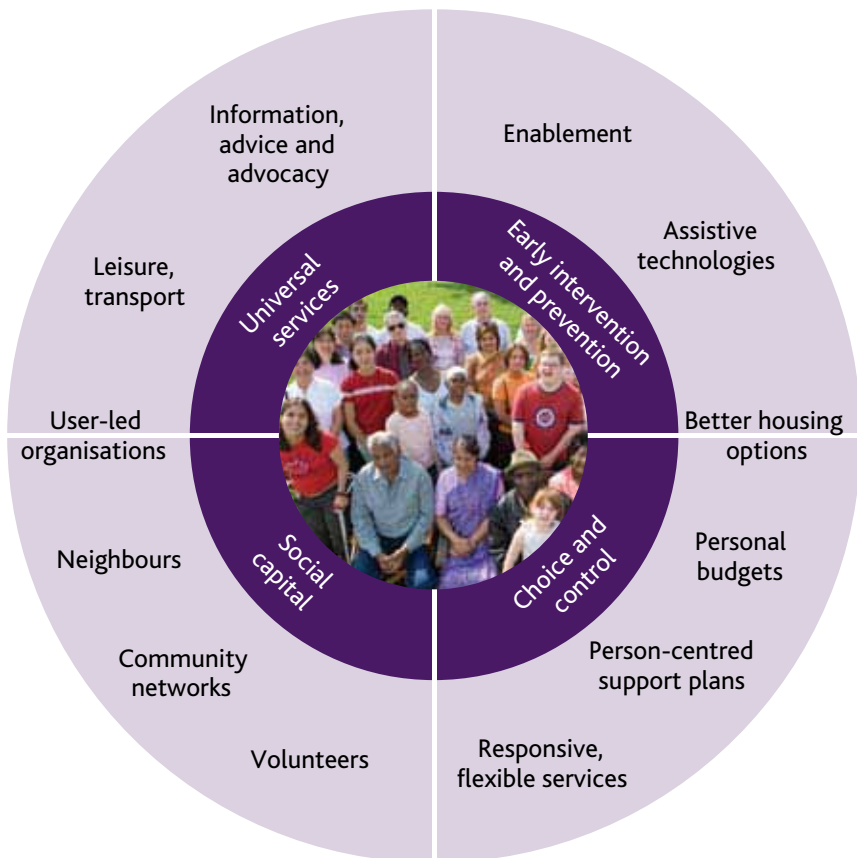 Information,
advice and
advocacy
Leisure,
transport
User-led
organisations
Universal
services
Enablement
Assistive
technologies
Better housing
options
Early intervention
and prevention
Neighbours
Community
networks
Volunteers
Social
capital
Personal
budgets
Person-centred
support plans
Responsive,
flexible services
Choice and
control